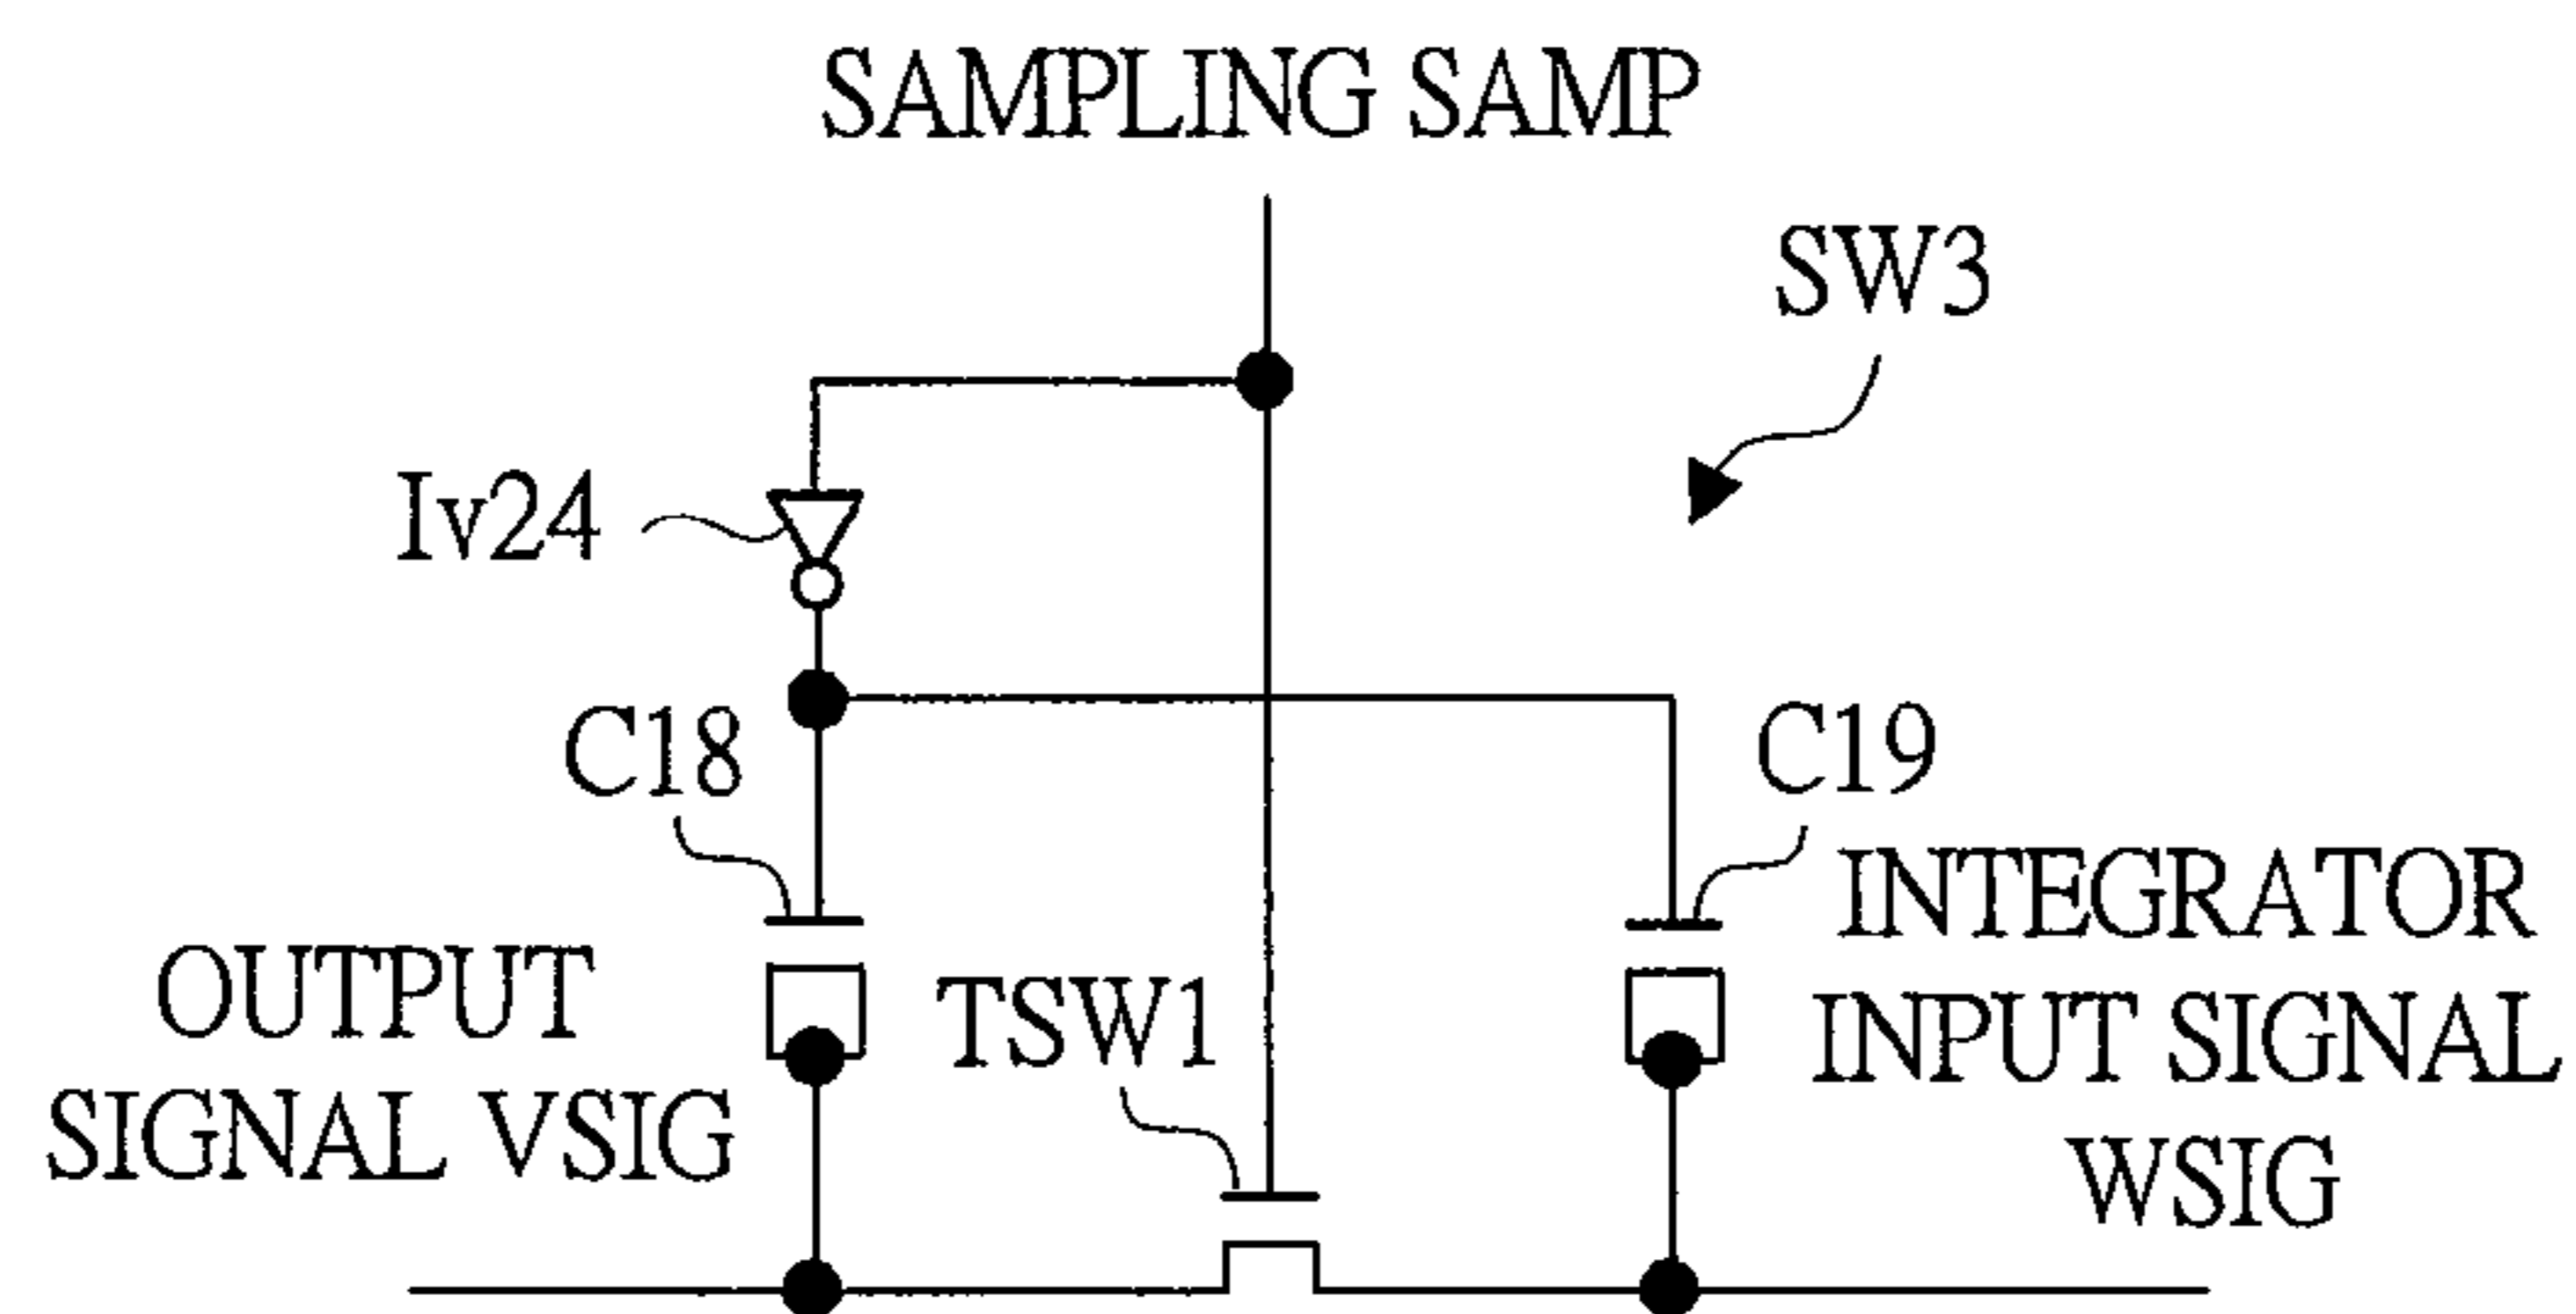 SAMPLING SAMP
SW3
Iv24
C18
C19
OUTPUT
SIGNAL VSIG
TSW1
INTEGRATOR
INPUT SIGNAL
WSIG